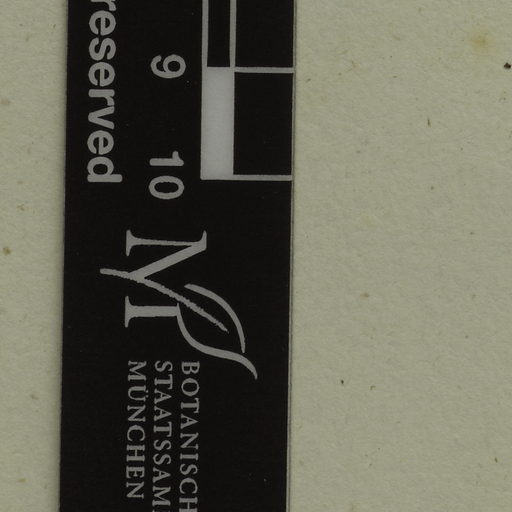 reserved
9
10
M
BOTANISCH
STAATSSAM
MÜNCHEN